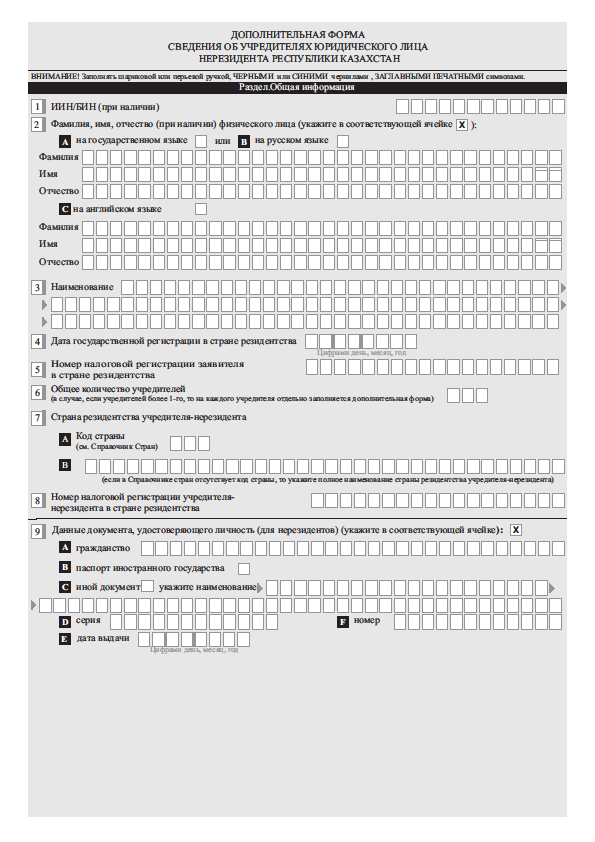 ДОПОЛНИТЕЛЬНАЯ ФОРМА
СВЕДЕНИЯ ОБ УЧРЕДИТЕЛЯХ ЮРИДИЧЕСКОГО ЛИЦА
НЕРЕЗИДЕНТА РЕСПУБЛИКИ КАЗАХСТАН
ВНИМАНИЕ! Заполнять шариковой или перьевой ручкой, ЧЕРНЫМИ или СИНИМИ чернилами , ЗАГЛАВНЫМИ ПЕЧАТНЫМИ символами.
Раздел.Общая информация
1 ИИН/БИН (при наличии)
2 Фамилия, имя, отчество (при наличии) физического лица (укажите в соответствующей ячейке X ):
A на государственном языке или B на русском языке
Фамилия
Имя
Отчество
C на английском языке
Фамилия
Имя
Отчество
3 Наименование
4 Дата государственной регистрации в стране резидентства
Цифрами день, месяц, год
5 Номер налоговой регистрации заявителя
в стране резидентства
6 Общее количество учредителей
(в случае, если учредителей более 1-го, то на каждого учредителя отдельно заполняется дополнительная форма)
7 Страна резидентства учредителя-нерезидента
A Код страны
(см. Справочник Стран)
B
(если в Справочнике стран отсутствует код страны, то укажите полное наименование страны резидентства учредителя-нерезидента)
8 Номер налоговой регистрации учредителя-
нерезидента в стране резидентства
9 Данные документа, удостоверяющего личность (для нерезидентов) (укажите в соответствующей ячейке): X
A гражданство
B паспорт иностранного государства
C иной документ укажите наименование
D серия F номер
E дата выдачи
Цифрами день, месяц, год